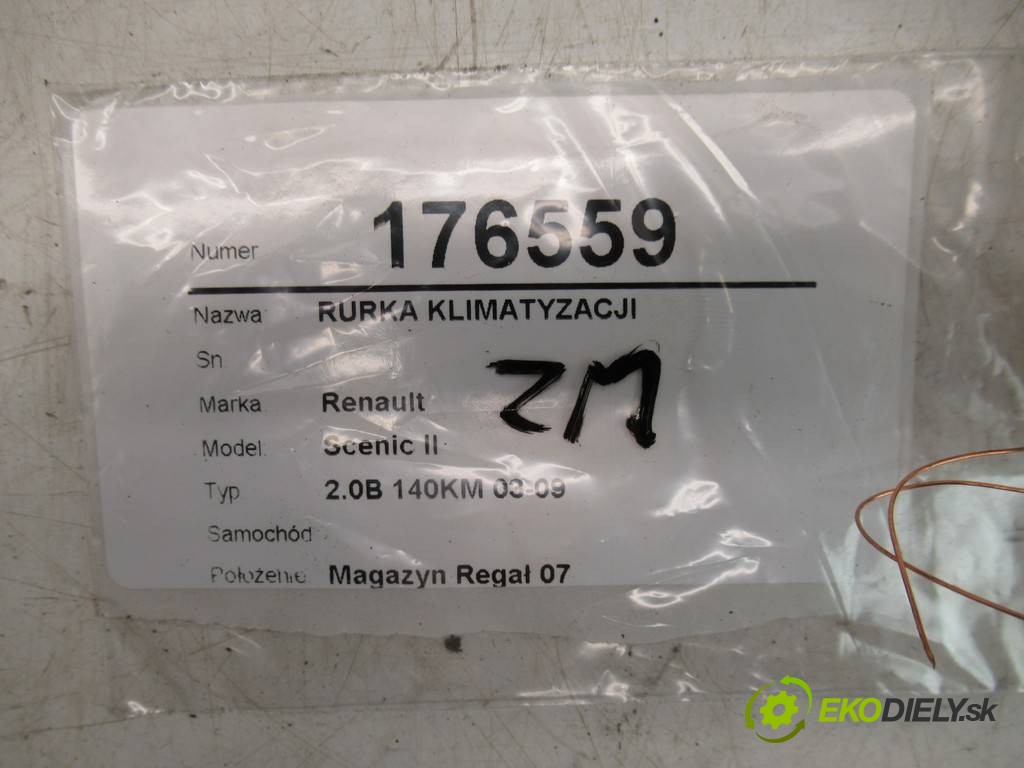 Numer 176559
Nazwa RURKA KLIMATYZACJI
Sn
ZM
Marka Renault
Model Scenic II
Typ 2.0B 140KM 03-09
Samochód
Położenie Magazyn Regał 07
EKODIELY.sk